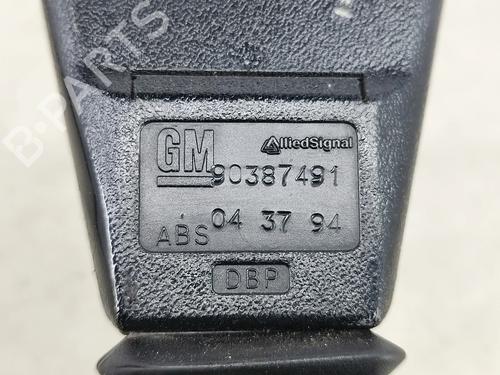 B-PARTS
GM AlliedSignal
90387491
ABS 04 37 94
DBP